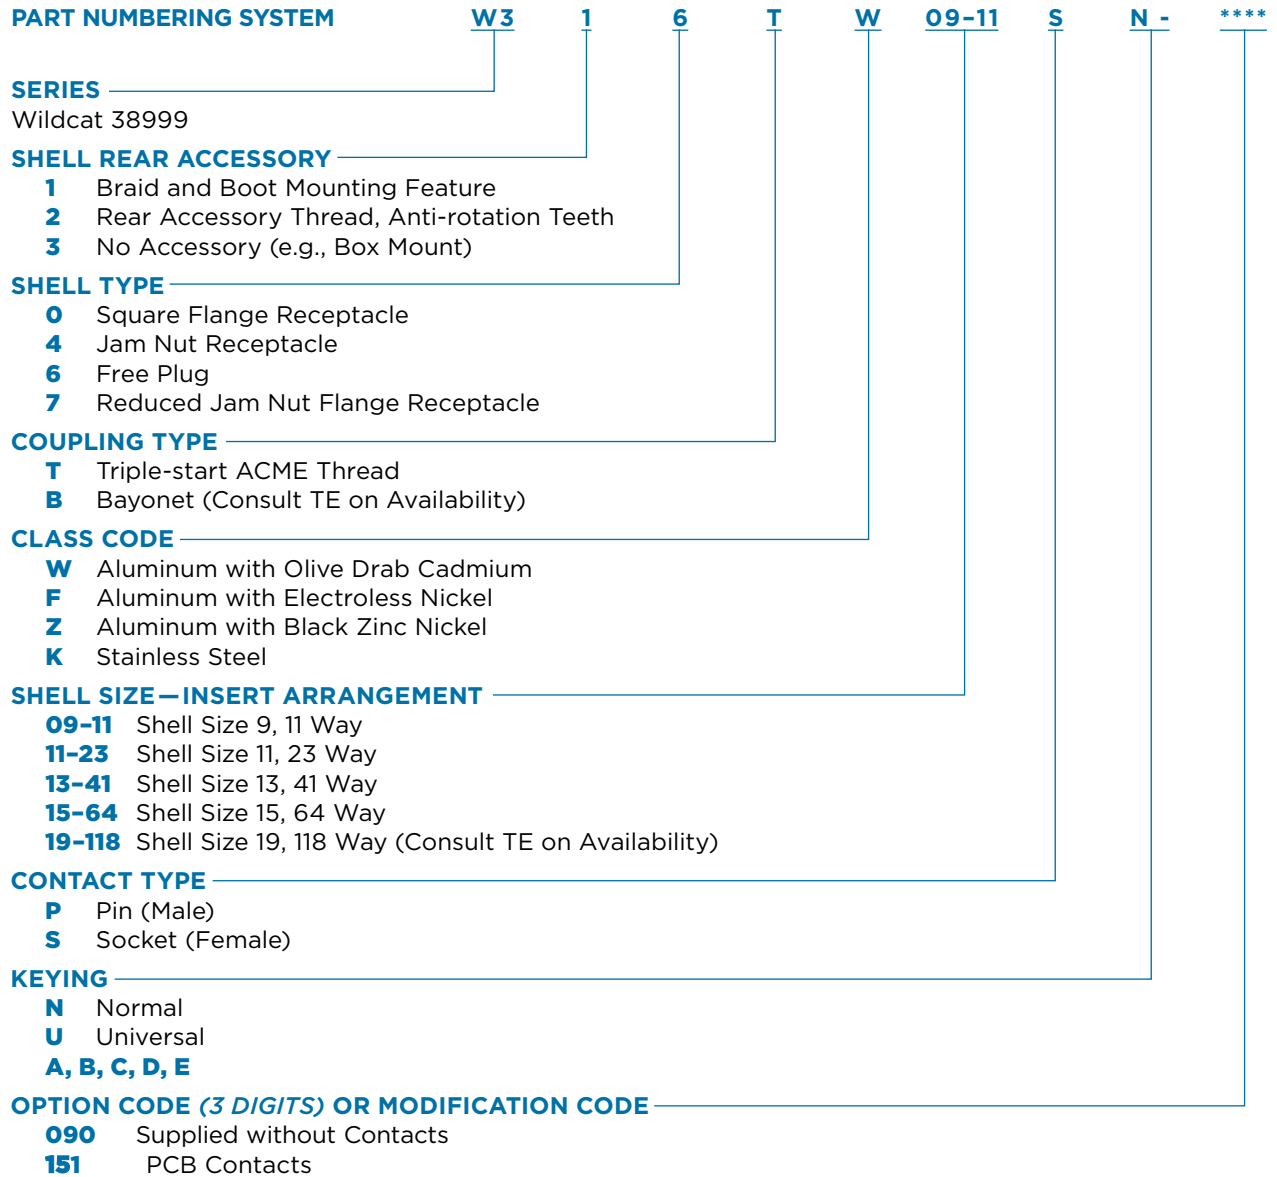 PART NUMBERING SYSTEM W3 1 6 T W 09–11 S N - ****
SERIES
Wildcat 38999
SHELL REAR ACCESSORY
1 Braid and Boot Mounting Feature
2 Rear Accessory Thread, Anti-rotation Teeth
3 No Accessory (e.g., Box Mount)
SHELL TYPE
0 Square Flange Receptacle
4 Jam Nut Receptacle
6 Free Plug
7 Reduced Jam Nut Flange Receptacle
COUPLING TYPE
T Triple-start ACME Thread
B Bayonet (Consult TE on Availability)
CLASS CODE
W Aluminum with Olive Drab Cadmium
F Aluminum with Electroless Nickel
Z Aluminum with Black Zinc Nickel
K Stainless Steel
SHELL SIZE—INSERT ARRANGEMENT
09–11 Shell Size 9, 11 Way
11–23 Shell Size 11, 23 Way
13–41 Shell Size 13, 41 Way
15–64 Shell Size 15, 64 Way
19–118 Shell Size 19, 118 Way (Consult TE on Availability)
CONTACT TYPE
P Pin (Male)
S Socket (Female)
KEYING
N Normal
U Universal
A, B, C, D, E
OPTION CODE (3 DIGITS) OR MODIFICATION CODE
090 Supplied without Contacts
151 PCB Contacts